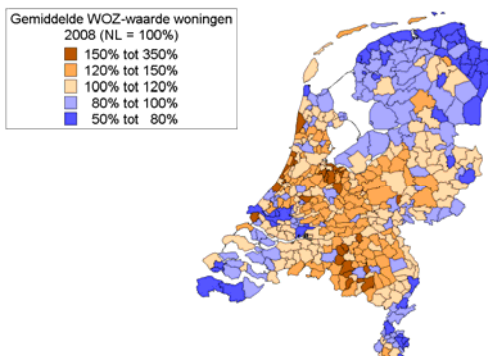 Gemiddelde WOZ-waarde woningen
2008 (NL = 100%)
150% tot 350%
120% tot 150%
100% tot 120%
80% tot 100%
50% tot 80%